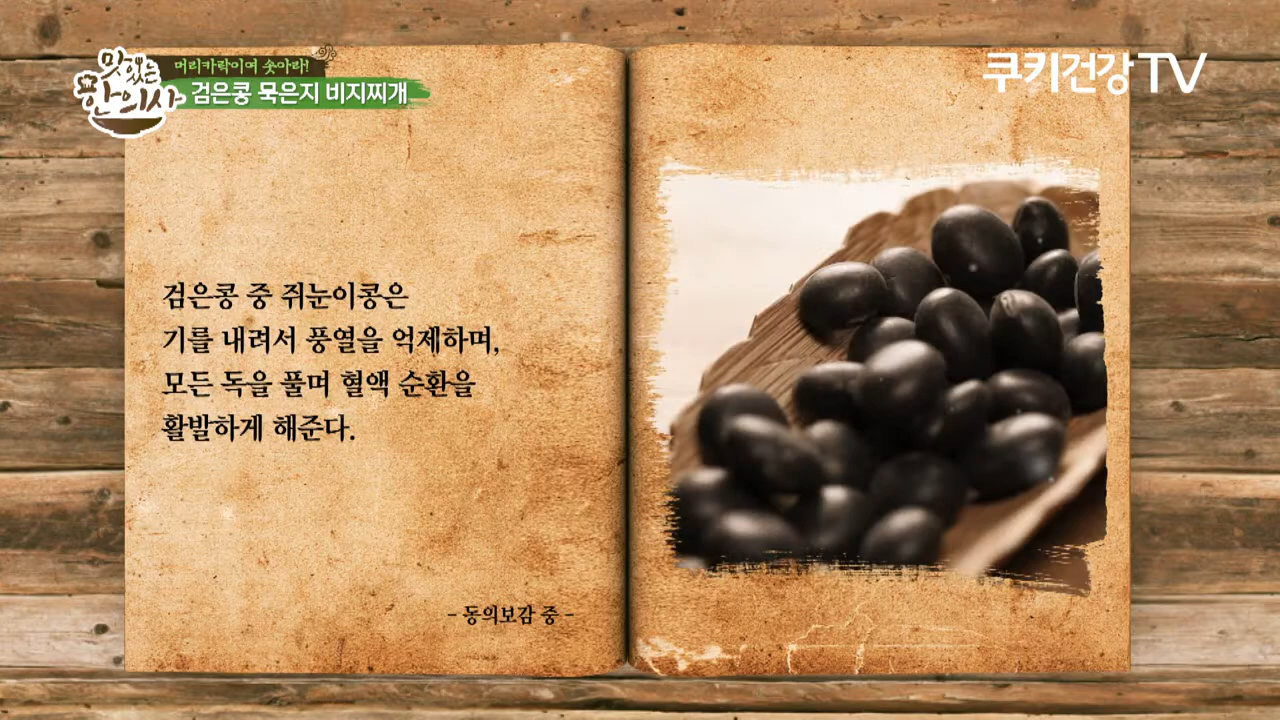 맛있는
한의사
머리카락이여 솟아라!
검은콩 묵은지 비지찌개
쿠키건강TV
검은콩 중 쥐눈이콩은
기를 내려서 풍열을 억제하며,
모든 독을 풀며 혈액 순환을
활발하게 해준다.
- 동의보감 중 -